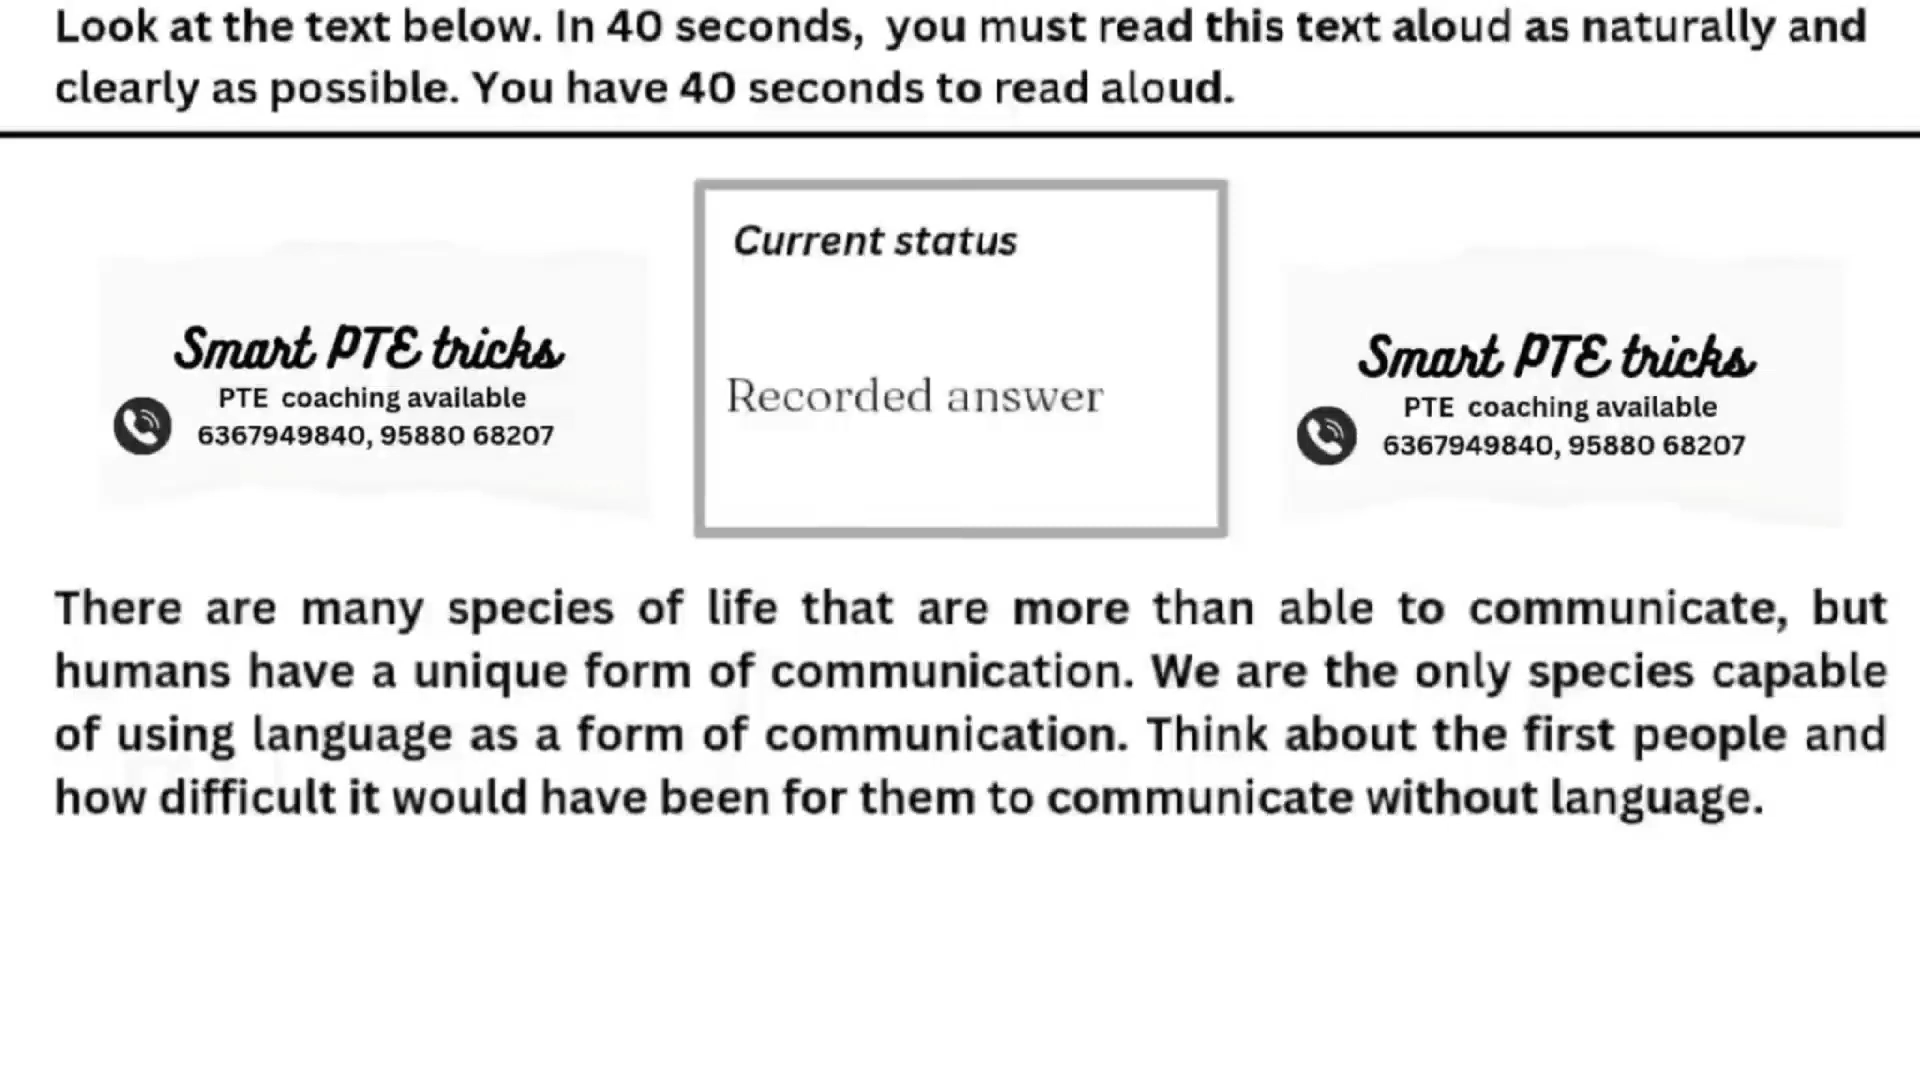 Look at the text below. In 40 seconds, you must read this text aloud as naturally and
clearly as possible. You have 40 seconds to read aloud.
Smart PTE tricks
PTE coaching available
6367949840, 95880 68207
Current status
Recorded answer
Smart PTE tricks
PTE coaching available
6367949840, 95880 68207
There are many species of life that are more than able to communicate, but
humans have a unique form of communication. We are the only species capable
of using language as a form of communication. Think about the first people and
how difficult it would have been for them to communicate without language.